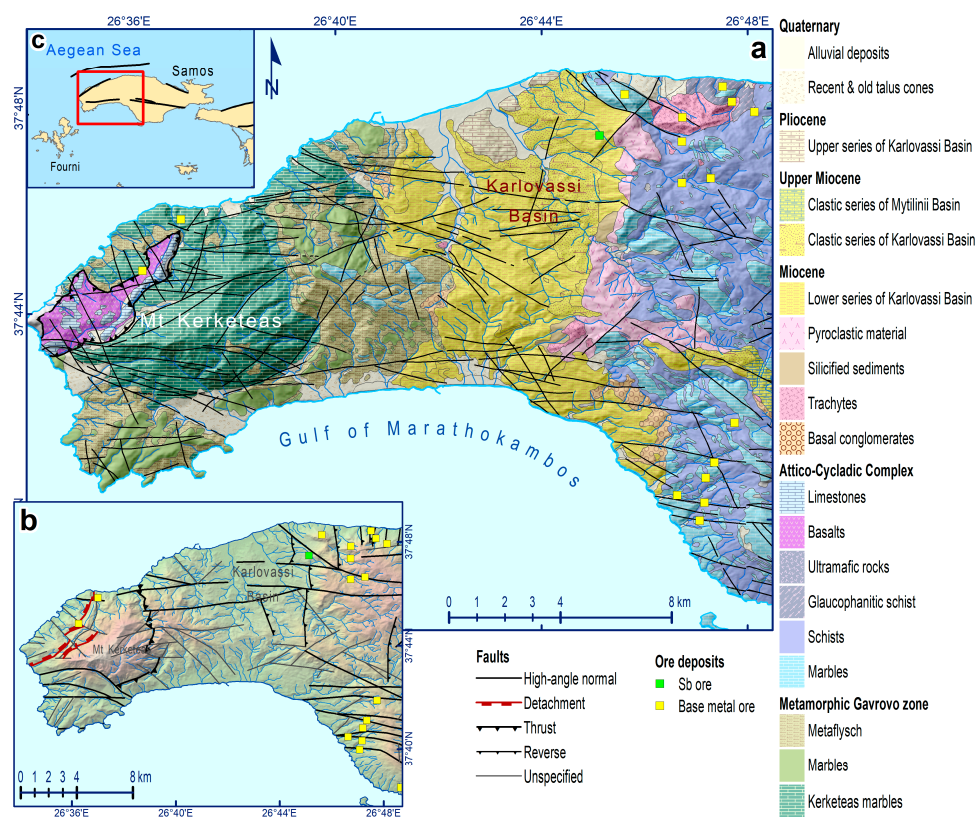 26°36'E
26°40'E
26°44'E
26°48'E
c
Aegean Sea
Samos
Fourni
N
a
37°48'N
37°44'N
Karlovassi
Basin
Mt. Kerketeas
Gulf of Marathokambos
0 1 2 3 4 8 km
b
Karlovassi
Basin
Mt. Kerketeas
37°48'N
37°44'N
37°40'N
0 1 2 3 4 8 km
26°36'E
26°40'E
26°44'E
26°48'E
Faults
High-angle normal
Detachment
Thrust
Reverse
Unspecified
Ore deposits
Sb ore
Base metal ore
Quaternary
Alluvial deposits
Recent & old talus cones
Pliocene
Upper series of Karlovassi Basin
Upper Miocene
Clastic series of Mytilinii Basin
Clastic series of Karlovassi Basin
Miocene
Lower series of Karlovassi Basin
Pyroclastic material
Silicified sediments
Trachytes
Basal conglomerates
Attico-Cycladic Complex
Limestones
Basalts
Ultramafic rocks
Glaucophanitic schist
Schists
Marbles
Metamorphic Gavrovo zone
Metaflysch
Marbles
Kerketeas marbles